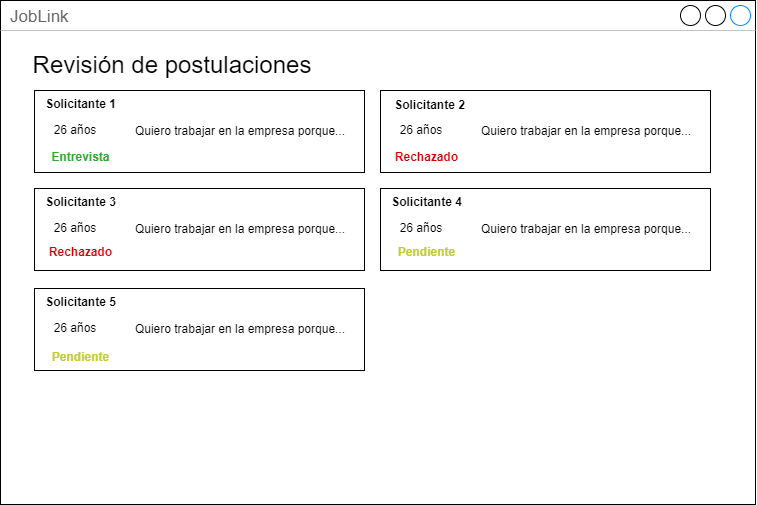 JobLink
Revisión de postulaciones
Solicitante 1
26 años
Quiero trabajar en la empresa porque...
Entrevista
Solicitante 2
26 años
Quiero trabajar en la empresa porque...
Rechazado
Solicitante 3
26 años
Quiero trabajar en la empresa porque...
Rechazado
Solicitante 4
26 años
Quiero trabajar en la empresa porque...
Pendiente
Solicitante 5
26 años
Quiero trabajar en la empresa porque...
Pendiente